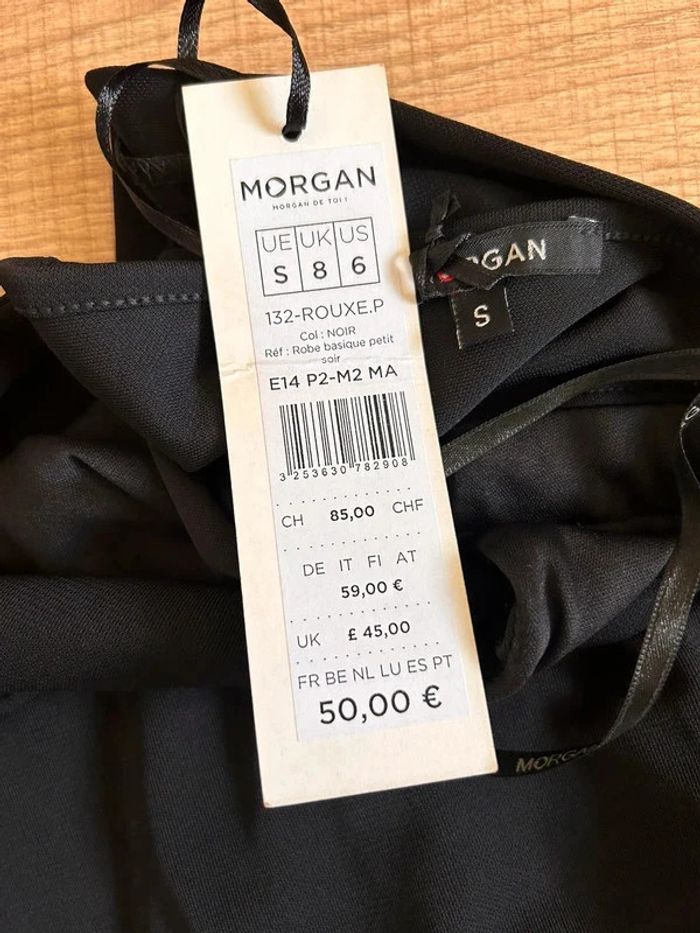 MORGAN
MORGAN DE TOI !
UE UK US
S 8 6
132-ROUXE.P
Col : NOIR
Réf : Robe basique petit
soir
E14 P2-M2 MA
3 253630 782908
CH 85,00 CHF
DE IT FI AT
59,00 €
UK £ 45,00
FR BE NL LU ES PT
50,00 €
RGAN
S
MORGA